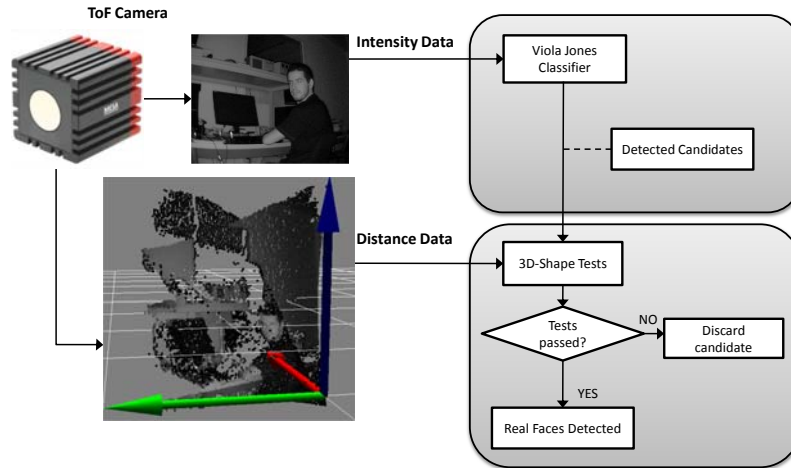 ToF Camera
Intensity Data
Viola Jones
Classifier
Detected Candidates
Distance Data
3D-Shape Tests
Tests
passed?
NO
Discard
candidate
YES
Real Faces Detected